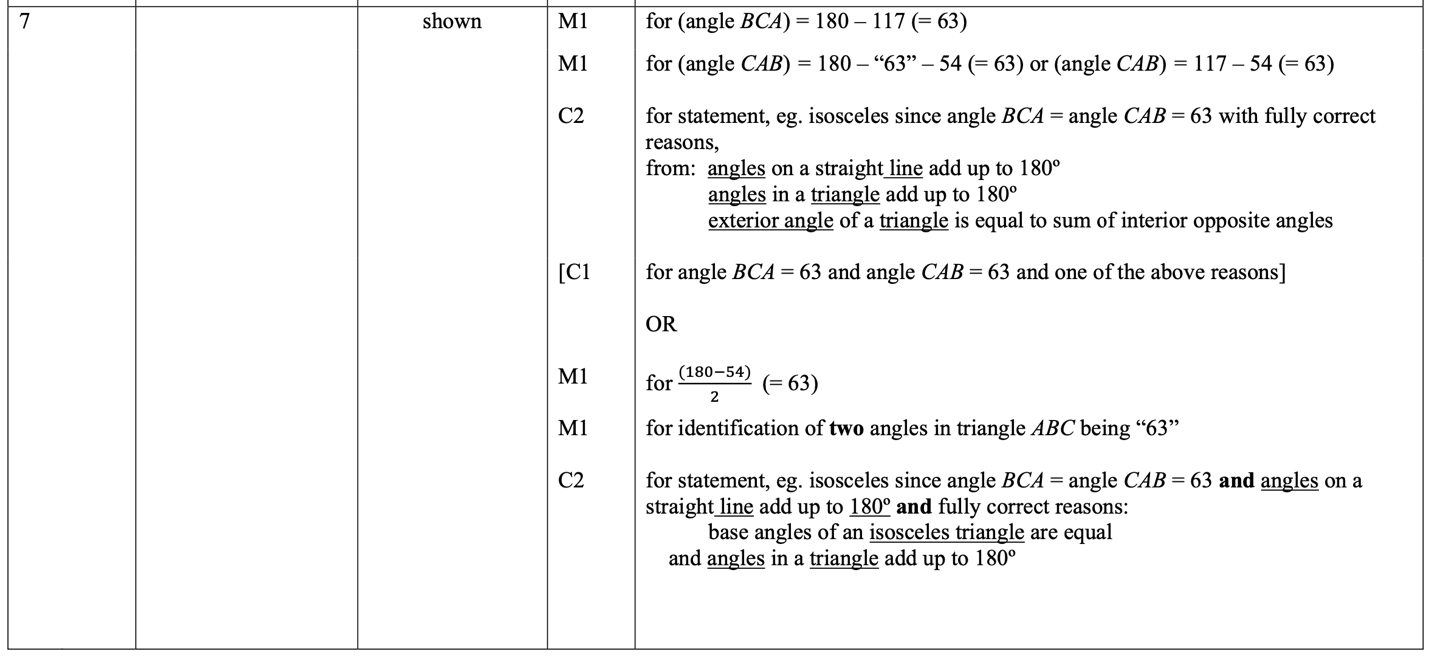 7 shown M1 for (angle BCA) = 180 – 117 (= 63)
M1 for (angle CAB) = 180 – “63” – 54 (= 63) or (angle CAB) = 117 – 54 (= 63)
C2 for statement, eg. isosceles since angle BCA = angle CAB = 63 with fully correct
reasons,
from: angles on a straight line add up to 180º
angles in a triangle add up to 180º
exterior angle of a triangle is equal to sum of interior opposite angles
[C1 for angle BCA = 63 and angle CAB = 63 and one of the above reasons]
OR
M1 for (180−54)/2 (= 63)
M1 for identification of two angles in triangle ABC being “63”
C2 for statement, eg. isosceles since angle BCA = angle CAB = 63 and angles on a
straight line add up to 180º and fully correct reasons:
base angles of an isosceles triangle are equal
and angles in a triangle add up to 180º